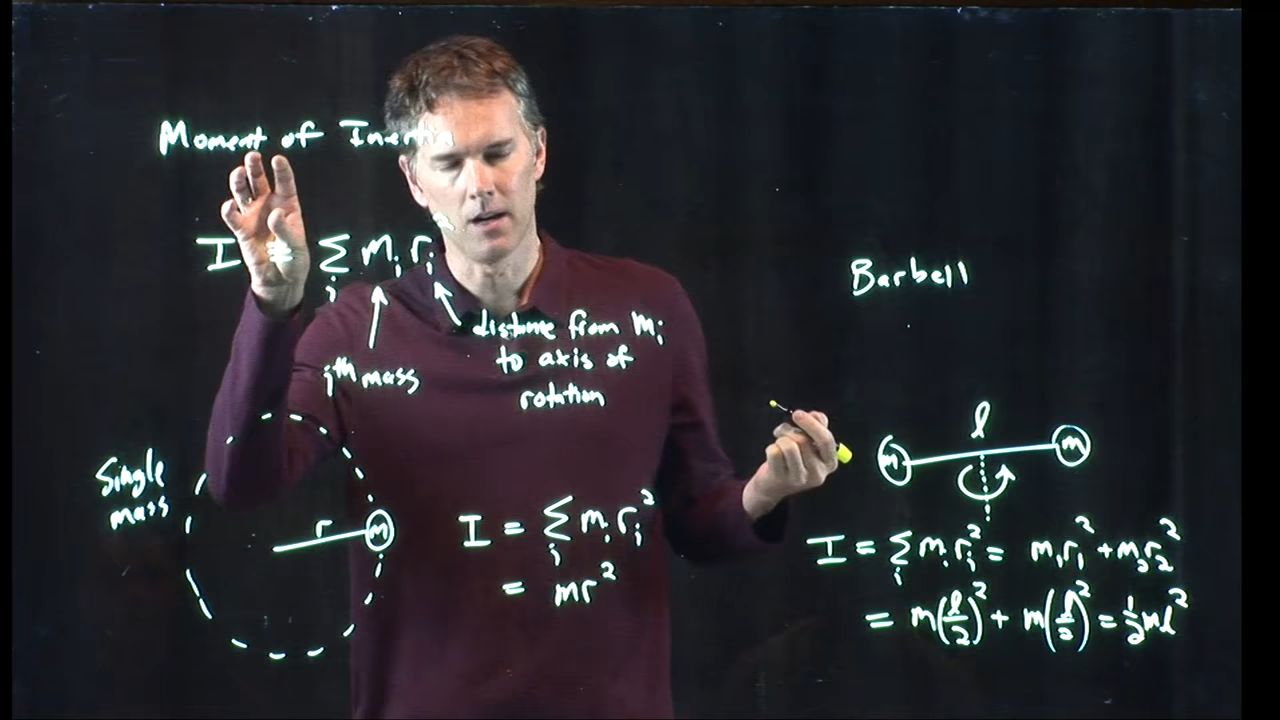 Moment of Inertia
I ≡ ∑ᵢ mᵢ rᵢ²
iᵗʰ mass
distance from mᵢ
to axis of
rotation
Single
mass
r
m
I = ∑ᵢ mᵢ rᵢ²
= mr²
Barbell
l
m
m
I = ∑ᵢ mᵢ rᵢ² = m₁r₁² + m₂r₂²
= m(l/2)² + m(l/2)² = ½ml²